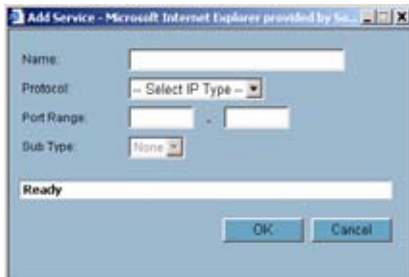 Add Service - Microsoft Internet Explorer provided by So...
Name:
Protocol: -- Select IP Type --
Port Range: -
Sub Type: None
Ready
OK Cancel